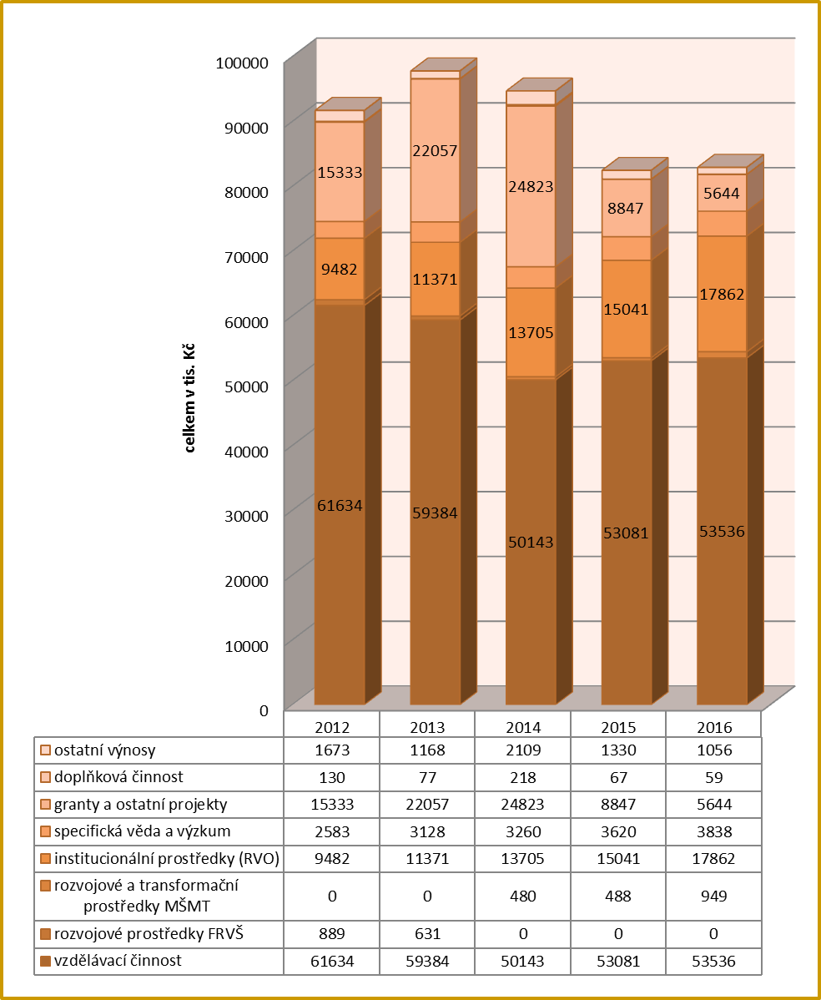 celkem v tis. Kč
100000
90000
80000
70000
60000
50000
40000
30000
20000
10000
0
15333
9482
61634
22057
11371
59384
24823
13705
50143
8847
15041
53081
5644
17862
53536
2012 2013 2014 2015 2016
ostatní výnosy 1673 1168 2109 1330 1056
doplňková činnost 130 77 218 67 59
granty a ostatní projekty 15333 22057 24823 8847 5644
specifická věda a výzkum 2583 3128 3260 3620 3838
institucionální prostředky (RVO) 9482 11371 13705 15041 17862
rozvojové a transformační
prostředky MŠMT 0 0 480 488 949
rozvojové prostředky FRVŠ 889 631 0 0 0
vzdělávací činnost 61634 59384 50143 53081 53536